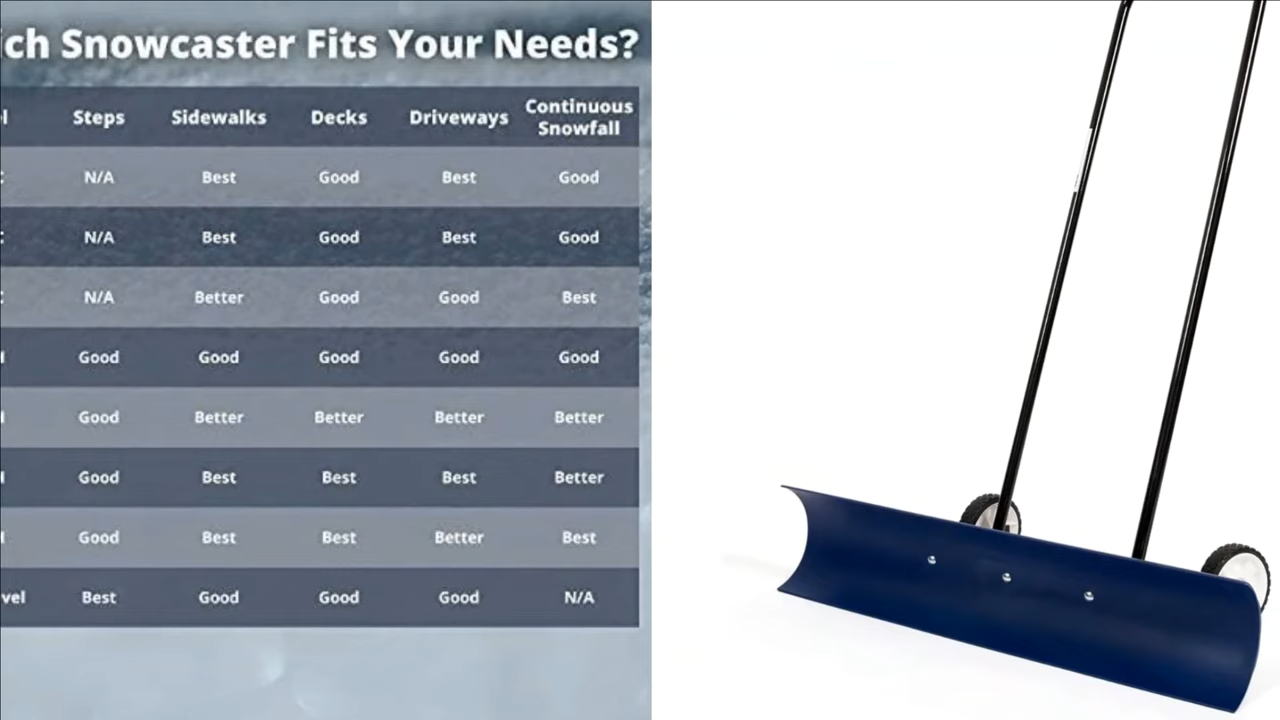 ch Snowcaster Fits Your Needs?
Steps Sidewalks Decks Driveways Continuous Snowfall
N/A Best Good Best Good
N/A Best Good Best Good
N/A Better Good Good Best
Good Good Good Good Good
Good Better Better Better Better
Good Best Best Best Better
Good Best Best Better Best
vel Best Good Good Good N/A